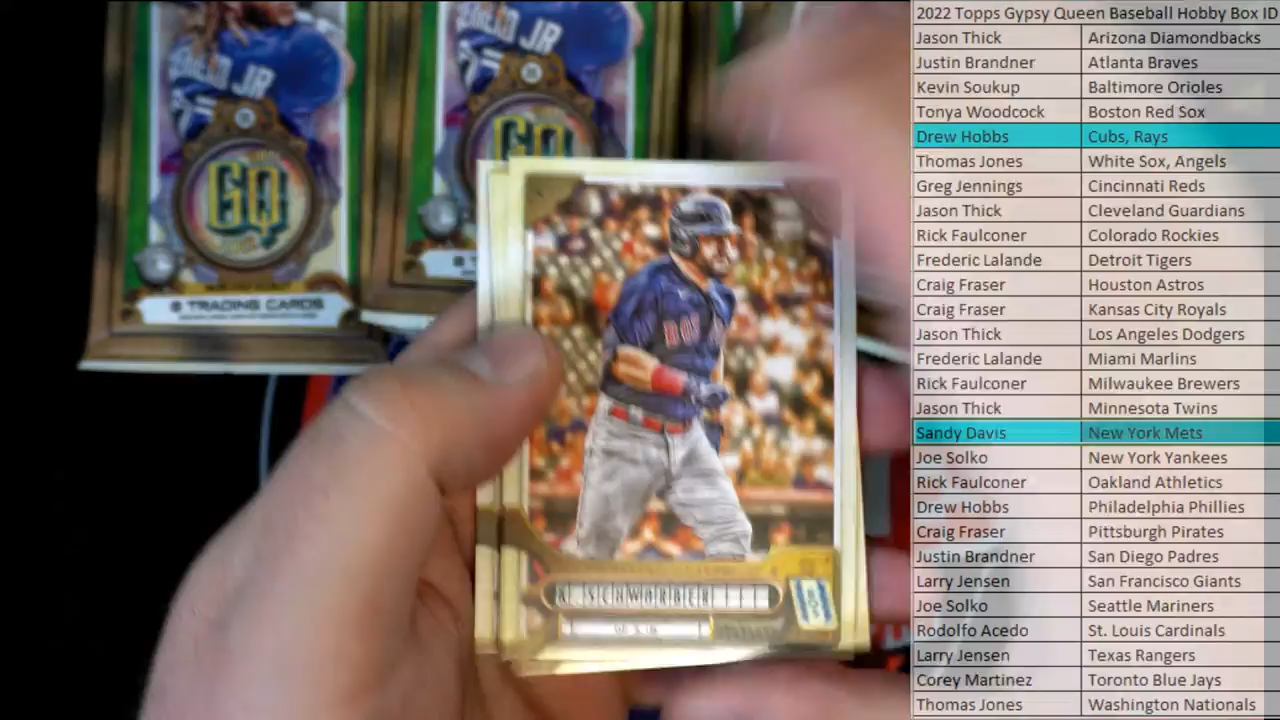 2022 Topps Gypsy Queen Baseball Hobby Box ID
Jason Thick Arizona Diamondbacks
Justin Brandner Atlanta Braves
Kevin Soukup Baltimore Orioles
Tonya Woodcock Boston Red Sox
Drew Hobbs Cubs, Rays
Thomas Jones White Sox, Angels
Greg Jennings Cincinnati Reds
Jason Thick Cleveland Guardians
Rick Faulconer Colorado Rockies
Frederic Lalande Detroit Tigers
Craig Fraser Houston Astros
Craig Fraser Kansas City Royals
Jason Thick Los Angeles Dodgers
Frederic Lalande Miami Marlins
Rick Faulconer Milwaukee Brewers
Jason Thick Minnesota Twins
Sandy Davis New York Mets
Joe Solko New York Yankees
Rick Faulconer Oakland Athletics
Drew Hobbs Philadelphia Phillies
Craig Fraser Pittsburgh Pirates
Justin Brandner San Diego Padres
Larry Jensen San Francisco Giants
Joe Solko Seattle Mariners
Rodolfo Acedo St. Louis Cardinals
Larry Jensen Texas Rangers
Corey Martinez Toronto Blue Jays
Thomas Jones Washington Nationals
JR
GQ
8 TRADING CARDS
JR
GQ
8
K. SCHWARBER